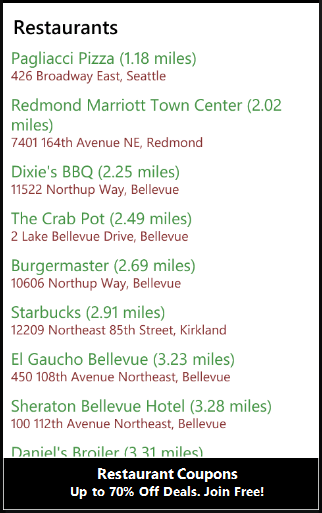 Restaurants
Pagliacci Pizza (1.18 miles)
426 Broadway East, Seattle
Redmond Marriott Town Center (2.02
miles)
7401 164th Avenue NE, Redmond
Dixie's BBQ (2.25 miles)
11522 Northup Way, Bellevue
The Crab Pot (2.49 miles)
2 Lake Bellevue Drive, Bellevue
Burgermaster (2.69 miles)
10606 Northup Way, Bellevue
Starbucks (2.91 miles)
12209 Northeast 85th Street, Kirkland
El Gaucho Bellevue (3.23 miles)
450 108th Avenue Northeast, Bellevue
Sheraton Bellevue Hotel (3.28 miles)
100 112th Avenue Northeast, Bellevue
Daniel's Broiler (3.31 miles)
Restaurant Coupons
Up to 70% Off Deals. Join Free!